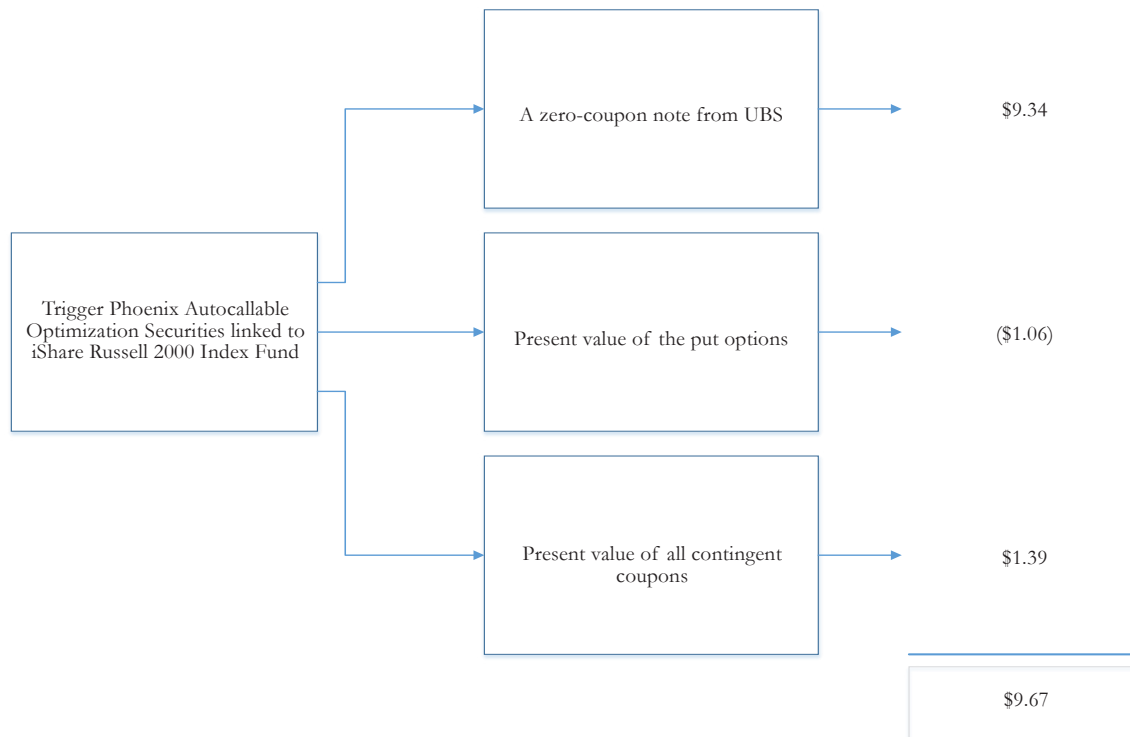 A zero-coupon note from UBS
$9.34
Trigger Phoenix Autocallable
Optimization Securities linked to
iShare Russell 2000 Index Fund
Present value of the put options
($1.06)
Present value of all contingent
coupons
$1.39
$9.67